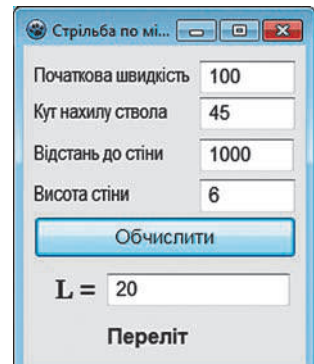 Стрільба по мі...
Початкова швидкість 100
Кут нахилу ствола 45
Відстань до стіни 1000
Висота стіни 6
Обчислити
L = 20
Переліт